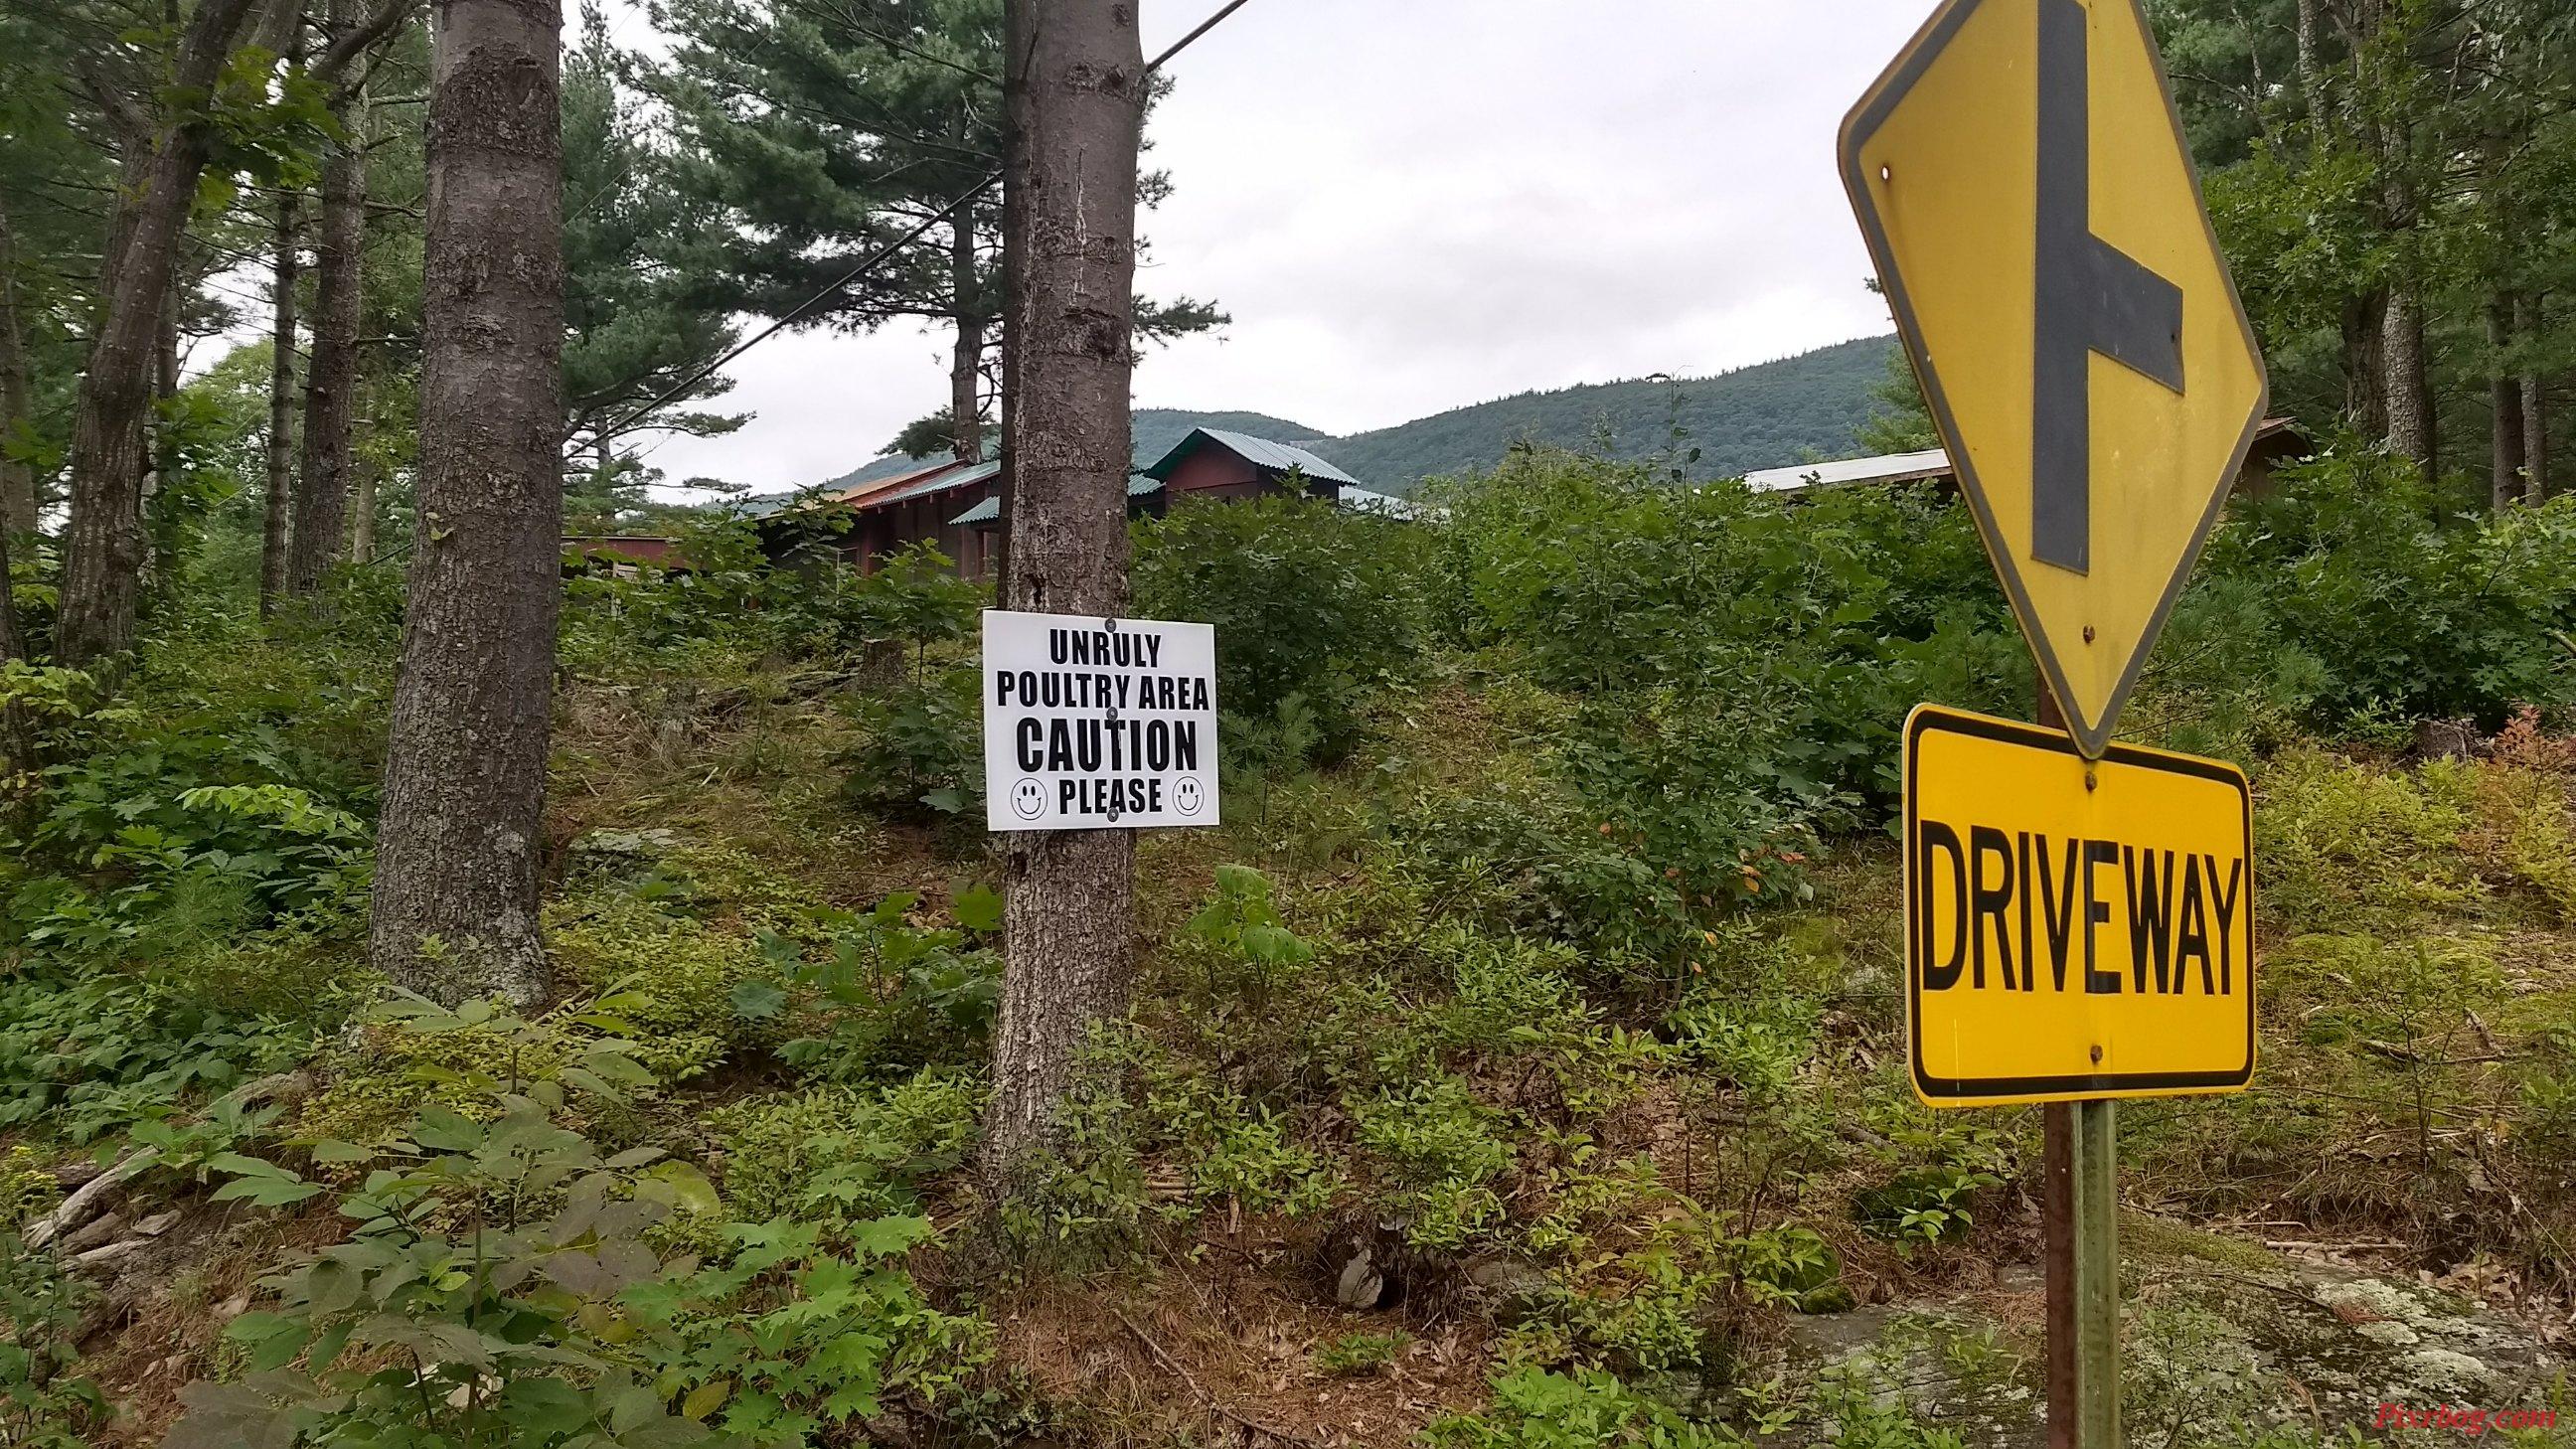 UNRULY
POULTRY AREA
CAUTION
PLEASE
DRIVEWAY
Pixrbog.com